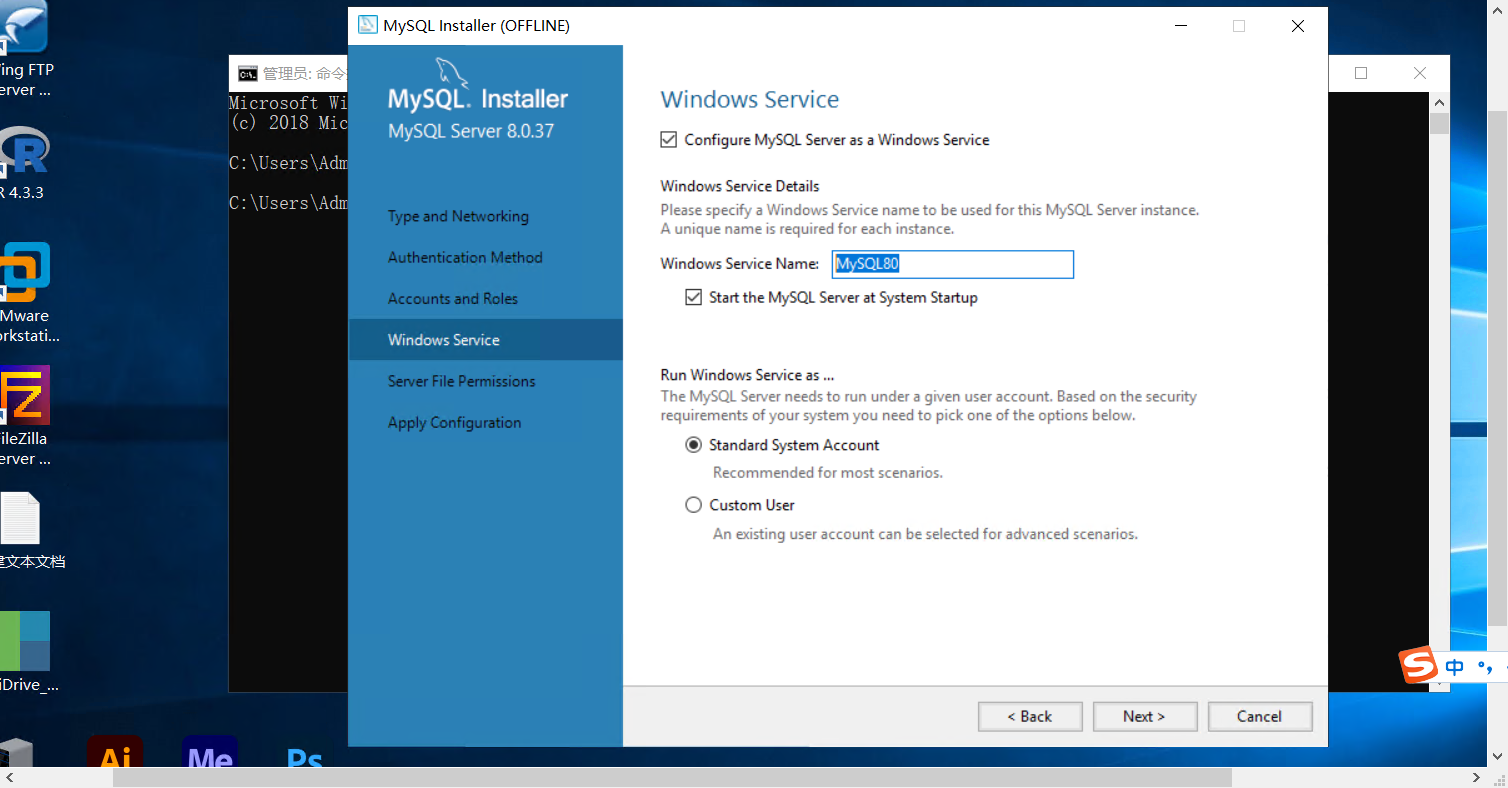 MySQL Installer (OFFLINE)
ing FTP
erver ...
R 4.3.3
Mware
orkstati...
ileZilla
erver ...
建文本文档
iDrive_...
Ai
Me
Ps
管理员: 命令
Microsoft Wi
(c) 2018 Mic
C:\Users\Adm
C:\Users\Adm
MySQL. Installer
MySQL Server 8.0.37
Type and Networking
Authentication Method
Accounts and Roles
Windows Service
Server File Permissions
Apply Configuration
Windows Service
Configure MySQL Server as a Windows Service
Windows Service Details
Please specify a Windows Service name to be used for this MySQL Server instance.
A unique name is required for each instance.
Windows Service Name: MySQL80
Start the MySQL Server at System Startup
Run Windows Service as ...
The MySQL Server needs to run under a given user account. Based on the security
requirements of your system you need to pick one of the options below.
Standard System Account
Recommended for most scenarios.
Custom User
An existing user account can be selected for advanced scenarios.
< Back
Next >
Cancel
S 中 °,